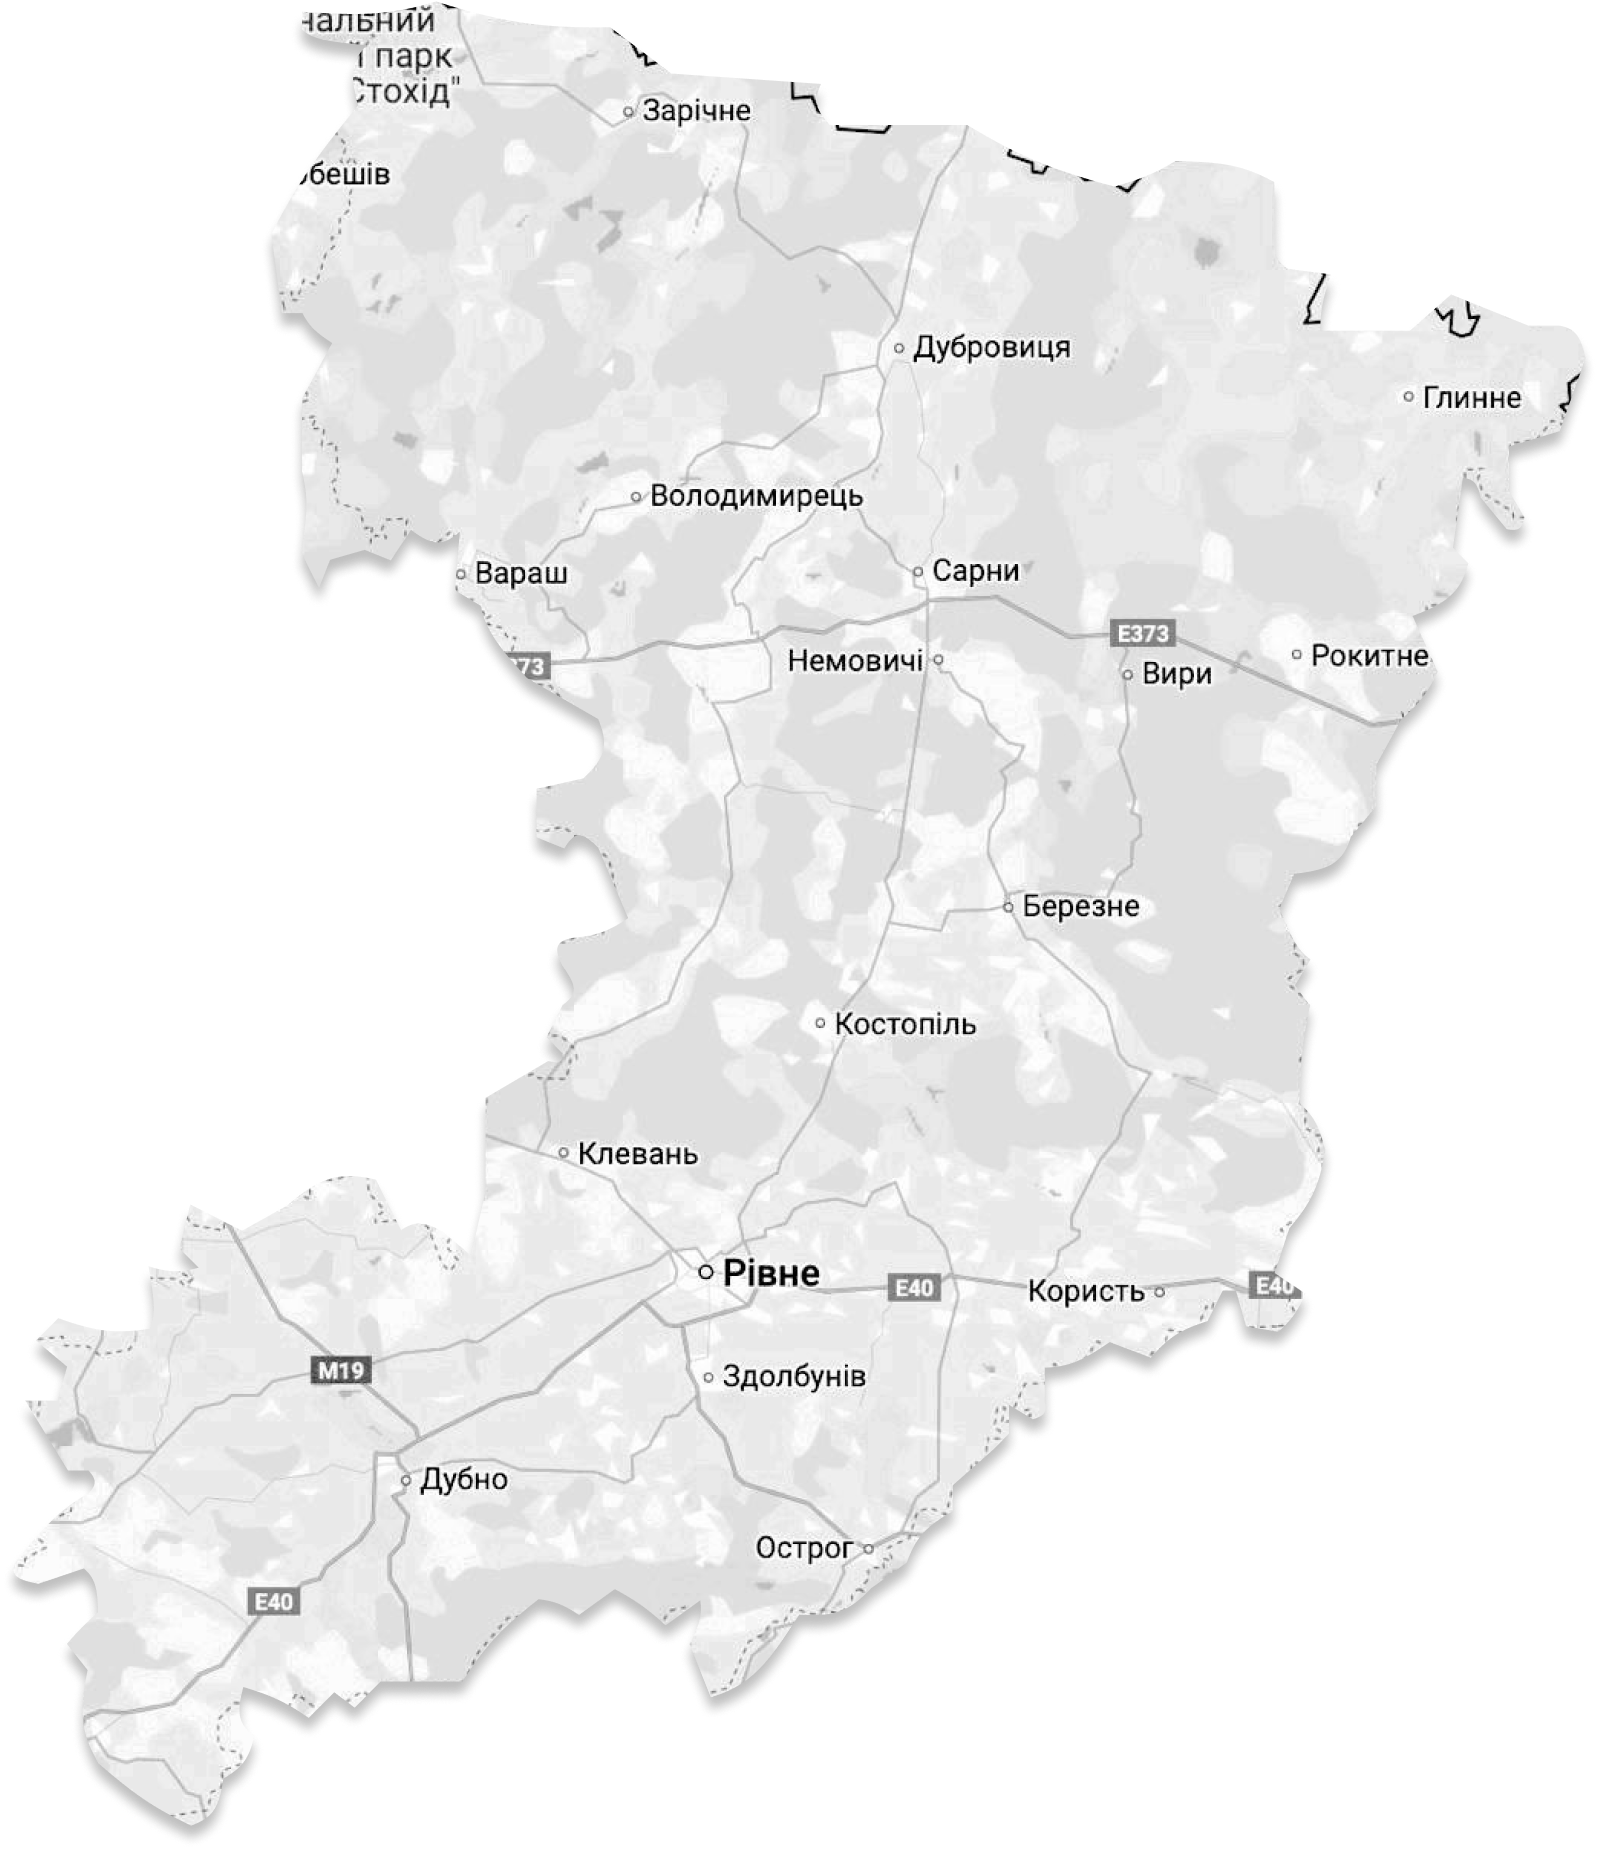 нальний
й парк
Стохід"
Зарічне
бешів
Дубровиця
Глинне
Володимирець
Вараш
Сарни
E373
Немовичі
Рокитне
73
Вири
Березне
Костопіль
Клевань
Рівне
E40
Користь
E40
M19
Здолбунів
Дубно
Острог
E40